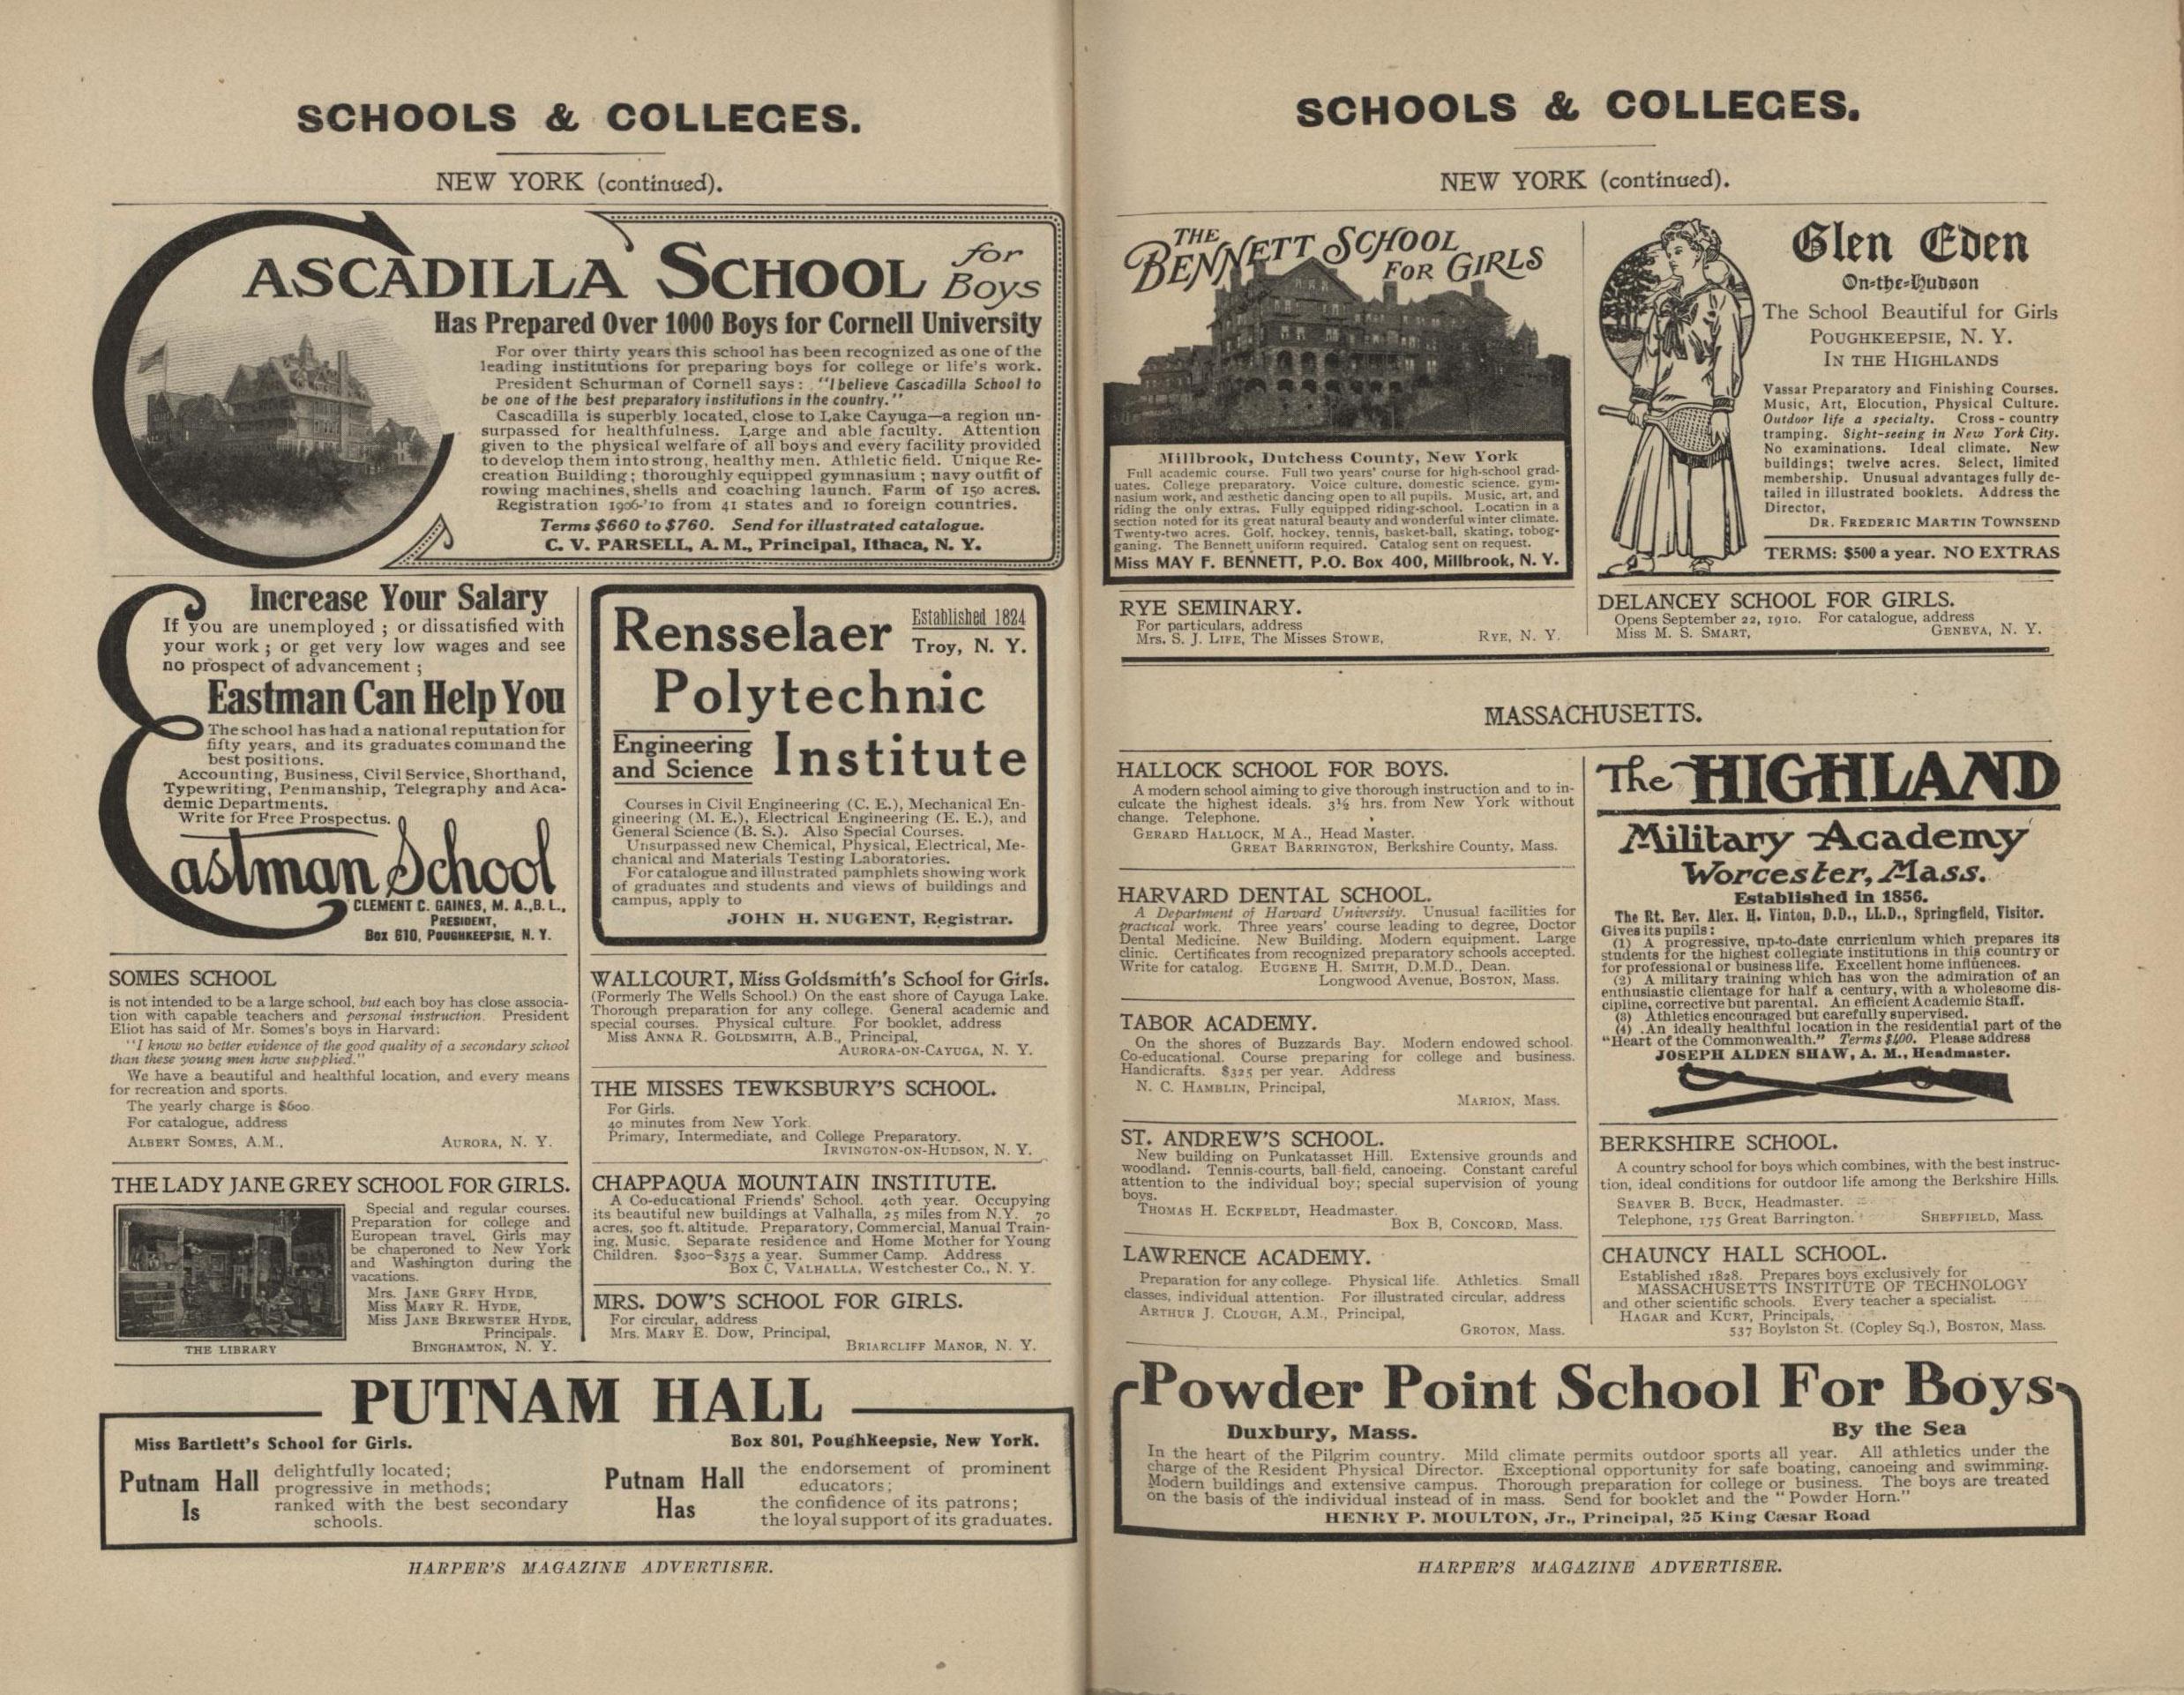 SCHOOLS & COLLEGES.
NEW YORK (continued).
CASCADILLA SCHOOL for Boys
Has Prepared Over 1000 Boys for Cornell University
For over thirty years this school has been recognized as one of the
leading institutions for preparing boys for college or life's work.
President Schurman of Cornell says: "I believe Cascadilla School to
be one of the best preparatory institutions in the country."
Cascadilla is superbly located, close to Lake Cayuga—a region un-
surpassed for healthfulness. Large and able faculty. Attention
given to the physical welfare of all boys and every facility provided
to develop them into strong, healthy men. Athletic field. Unique Re-
creation Building; thoroughly equipped gymnasium; navy outfit of
rowing machines, shells and coaching launch. Farm of 150 acres.
Registration 1906-'10 from 41 states and 10 foreign countries.
Terms $660 to $760. Send for illustrated catalogue.
C. V. PARSELL, A. M., Principal, Ithaca, N. Y.
Increase Your Salary
If you are unemployed; or dissatisfied with
your work; or get very low wages and see
no prospect of advancement;
Eastman Can Help You
The school has had a national reputation for
fifty years, and its graduates command the
best positions.
Accounting, Business, Civil Service, Shorthand,
Typewriting, Penmanship, Telegraphy and Aca-
demic Departments.
Write for Free Prospectus.
Eastman School
CLEMENT C. GAINES, M. A., B. L.,
PRESIDENT,
Box 610, POUGHKEEPSIE, N. Y.
Rensselaer Established 1824
Troy, N. Y.
Polytechnic
Engineering
and Science Institute
Courses in Civil Engineering (C. E.), Mechanical En-
gineering (M. E.), Electrical Engineering (E. E.), and
General Science (B. S.). Also Special Courses.
Unsurpassed new Chemical, Physical, Electrical, Me-
chanical and Materials Testing Laboratories.
For catalogue and illustrated pamphlets showing work
of graduates and students and views of buildings and
campus, apply to
JOHN H. NUGENT, Registrar.
SOMES SCHOOL
is not intended to be a large school, but each boy has close associa-
tion with capable teachers and personal instruction. President
Eliot has said of Mr. Somes's boys in Harvard:
"I know no better evidence of the good quality of a secondary school
than these young men have supplied."
We have a beautiful and healthful location, and every means
for recreation and sports.
The yearly charge is $600.
For catalogue, address
ALBERT SOMES, A.M., AURORA, N. Y.
THE LADY JANE GREY SCHOOL FOR GIRLS.
Special and regular courses.
Preparation for college and
European travel. Girls may
be chaperoned to New York
and Washington during the
vacations.
Mrs. JANE GREY HYDE,
Miss MARY R. HYDE,
Miss JANE BREWSTER HYDE,
Principals.
THE LIBRARY BINGHAMTON, N. Y.
WALLCOURT, Miss Goldsmith's School for Girls.
(Formerly The Wells School.) On the east shore of Cayuga Lake.
Thorough preparation for any college. General academic and
special courses. Physical culture. For booklet, address
Miss ANNA R. GOLDSMITH, A.B., Principal,
AURORA-ON-CAYUGA, N. Y.
THE MISSES TEWKSBURY'S SCHOOL.
For Girls.
40 minutes from New York.
Primary, Intermediate, and College Preparatory.
IRVINGTON-ON-HUDSON, N. Y.
CHAPPAQUA MOUNTAIN INSTITUTE.
A Co-educational Friends' School. 40th year. Occupying
its beautiful new buildings at Valhalla, 25 miles from N.Y. 70
acres, 500 ft. altitude. Preparatory, Commercial, Manual Train-
ing, Music. Separate residence and Home Mother for Young
Children. $300-$375 a year. Summer Camp. Address
Box C, VALHALLA, Westchester Co., N. Y.
MRS. DOW'S SCHOOL FOR GIRLS.
For circular, address
Mrs. MARY E. DOW, Principal,
BRIARCLIFF MANOR, N. Y.
PUTNAM HALL
Miss Bartlett's School for Girls. Box 801, Poughkeepsie, New York.
Putnam Hall
Is
delightfully located;
progressive in methods;
ranked with the best secondary
schools.
Putnam Hall
Has
the endorsement of prominent
educators;
the confidence of its patrons;
the loyal support of its graduates.
HARPER'S MAGAZINE ADVERTISER.
SCHOOLS & COLLEGES.
NEW YORK (continued).
THE
BENNETT SCHOOL
FOR GIRLS
Millbrook, Dutchess County, New York
Full academic course. Full two years' course for high-school grad-
uates. College preparatory. Voice culture, domestic science, gym-
nasium work, and æsthetic dancing open to all pupils. Music, art, and
riding the only extras. Fully equipped riding-school. Location in a
section noted for its great natural beauty and wonderful winter climate.
Twenty-two acres. Golf, hockey, tennis, basket-ball, skating, tobog-
ganing. The Bennett uniform required. Catalog sent on request.
Miss MAY F. BENNETT, P.O. Box 400, Millbrook, N. Y.
Glen Eden
On-the-Hudson
The School Beautiful for Girls
POUGHKEEPSIE, N. Y.
IN THE HIGHLANDS
Vassar Preparatory and Finishing Courses.
Music, Art, Elocution, Physical Culture.
Outdoor life a specialty. Cross-country
tramping. Sight-seeing in New York City.
No examinations. Ideal climate. New
buildings; twelve acres. Select, limited
membership. Unusual advantages fully de-
tailed in illustrated booklets. Address the
Director,
DR. FREDERIC MARTIN TOWNSEND
TERMS: $500 a year. NO EXTRAS
RYE SEMINARY.
For particulars, address
Mrs. S. J. LIFE, The Misses STOWE, RYE, N. Y.
DELANCEY SCHOOL FOR GIRLS.
Opens September 22, 1910. For catalogue, address
Miss M. S. SMART, GENEVA, N. Y.
MASSACHUSETTS.
HALLOCK SCHOOL FOR BOYS.
A modern school aiming to give thorough instruction and to in-
culcate the highest ideals. 3½ hrs. from New York without
change. Telephone.
GERARD HALLOCK, M A., Head Master.
GREAT BARRINGTON, Berkshire County, Mass.
HARVARD DENTAL SCHOOL.
A Department of Harvard University. Unusual facilities for
practical work. Three years' course leading to degree, Doctor
Dental Medicine. New Building. Modern equipment. Large
clinic. Certificates from recognized preparatory schools accepted.
Write for catalog. EUGENE H. SMITH, D.M.D., Dean.
Longwood Avenue, BOSTON, Mass.
TABOR ACADEMY.
On the shores of Buzzards Bay. Modern endowed school.
Co-educational. Course preparing for college and business.
Handicrafts. $325 per year. Address
N. C. HAMBLIN, Principal,
MARION, Mass.
ST. ANDREW'S SCHOOL.
New building on Punkatasset Hill. Extensive grounds and
woodland. Tennis-courts, ball-field, canoeing. Constant careful
attention to the individual boy; special supervision of young
boys.
THOMAS H. ECKFELDT, Headmaster.
Box B, CONCORD, Mass.
LAWRENCE ACADEMY.
Preparation for any college. Physical life. Athletics. Small
classes, individual attention. For illustrated circular, address
ARTHUR J. CLOUGH, A.M., Principal,
GROTON, Mass.
The HIGHLAND
Military Academy
Worcester, Mass.
Established in 1856.
The Rt. Rev. Alex. H. Vinton, D.D., LL.D., Springfield, Visitor.
Gives its pupils:
(1) A progressive, up-to-date curriculum which prepares its
students for the highest collegiate institutions in this country or
for professional or business life. Excellent home influences.
(2) A military training which has won the admiration of an
enthusiastic clientage for half a century, with a wholesome dis-
cipline, corrective but parental. An efficient Academic Staff.
(3) Athletics encouraged but carefully supervised.
(4) An ideally healthful location in the residential part of the
"Heart of the Commonwealth." Terms $400. Please address
JOSEPH ALDEN SHAW, A. M., Headmaster.
BERKSHIRE SCHOOL.
A country school for boys which combines, with the best instruc-
tion, ideal conditions for outdoor life among the Berkshire Hills.
SEAVER B. BUCK, Headmaster.
Telephone, 175 Great Barrington. SHEFFIELD, Mass.
CHAUNCY HALL SCHOOL.
Established 1828. Prepares boys exclusively for
MASSACHUSETTS INSTITUTE OF TECHNOLOGY
and other scientific schools. Every teacher a specialist.
HAGAR and KURT, Principals,
537 Boylston St. (Copley Sq.), BOSTON, Mass.
Powder Point School For Boys
Duxbury, Mass. By the Sea
In the heart of the Pilgrim country. Mild climate permits outdoor sports all year. All athletics under the
charge of the Resident Physical Director. Exceptional opportunity for safe boating, canoeing and swimming.
Modern buildings and extensive campus. Thorough preparation for college or business. The boys are treated
on the basis of the individual instead of in mass. Send for booklet and the "Powder Horn."
HENRY P. MOULTON, Jr., Principal, 25 King Cæsar Road
HARPER'S MAGAZINE ADVERTISER.